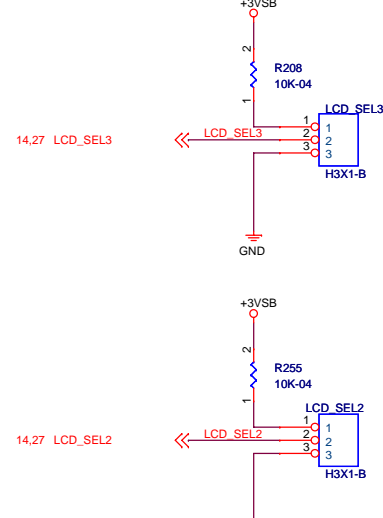 +3VSB
2
R208
10K-04
1
LCD_SEL3
14,27 LCD_SEL3
LCD_SEL3
1
2
3
1
2
3
H3X1-B
GND
+3VSB
2
R255
10K-04
1
LCD_SEL2
14,27 LCD_SEL2
LCD_SEL2
1
2
3
1
2
3
H3X1-B